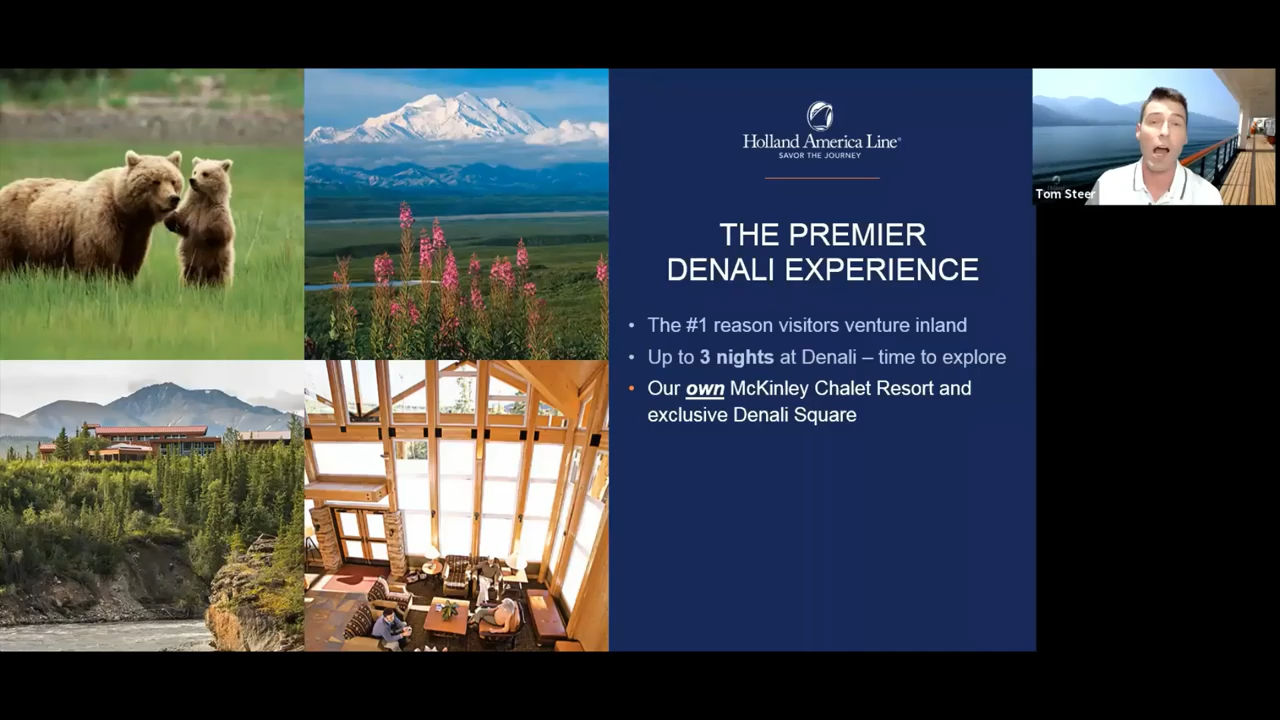 Holland America Line®
SAVOR THE JOURNEY
THE PREMIER
DENALI EXPERIENCE
• The #1 reason visitors venture inland
• Up to 3 nights at Denali – time to explore
• Our own McKinley Chalet Resort and
exclusive Denali Square
Tom Steer